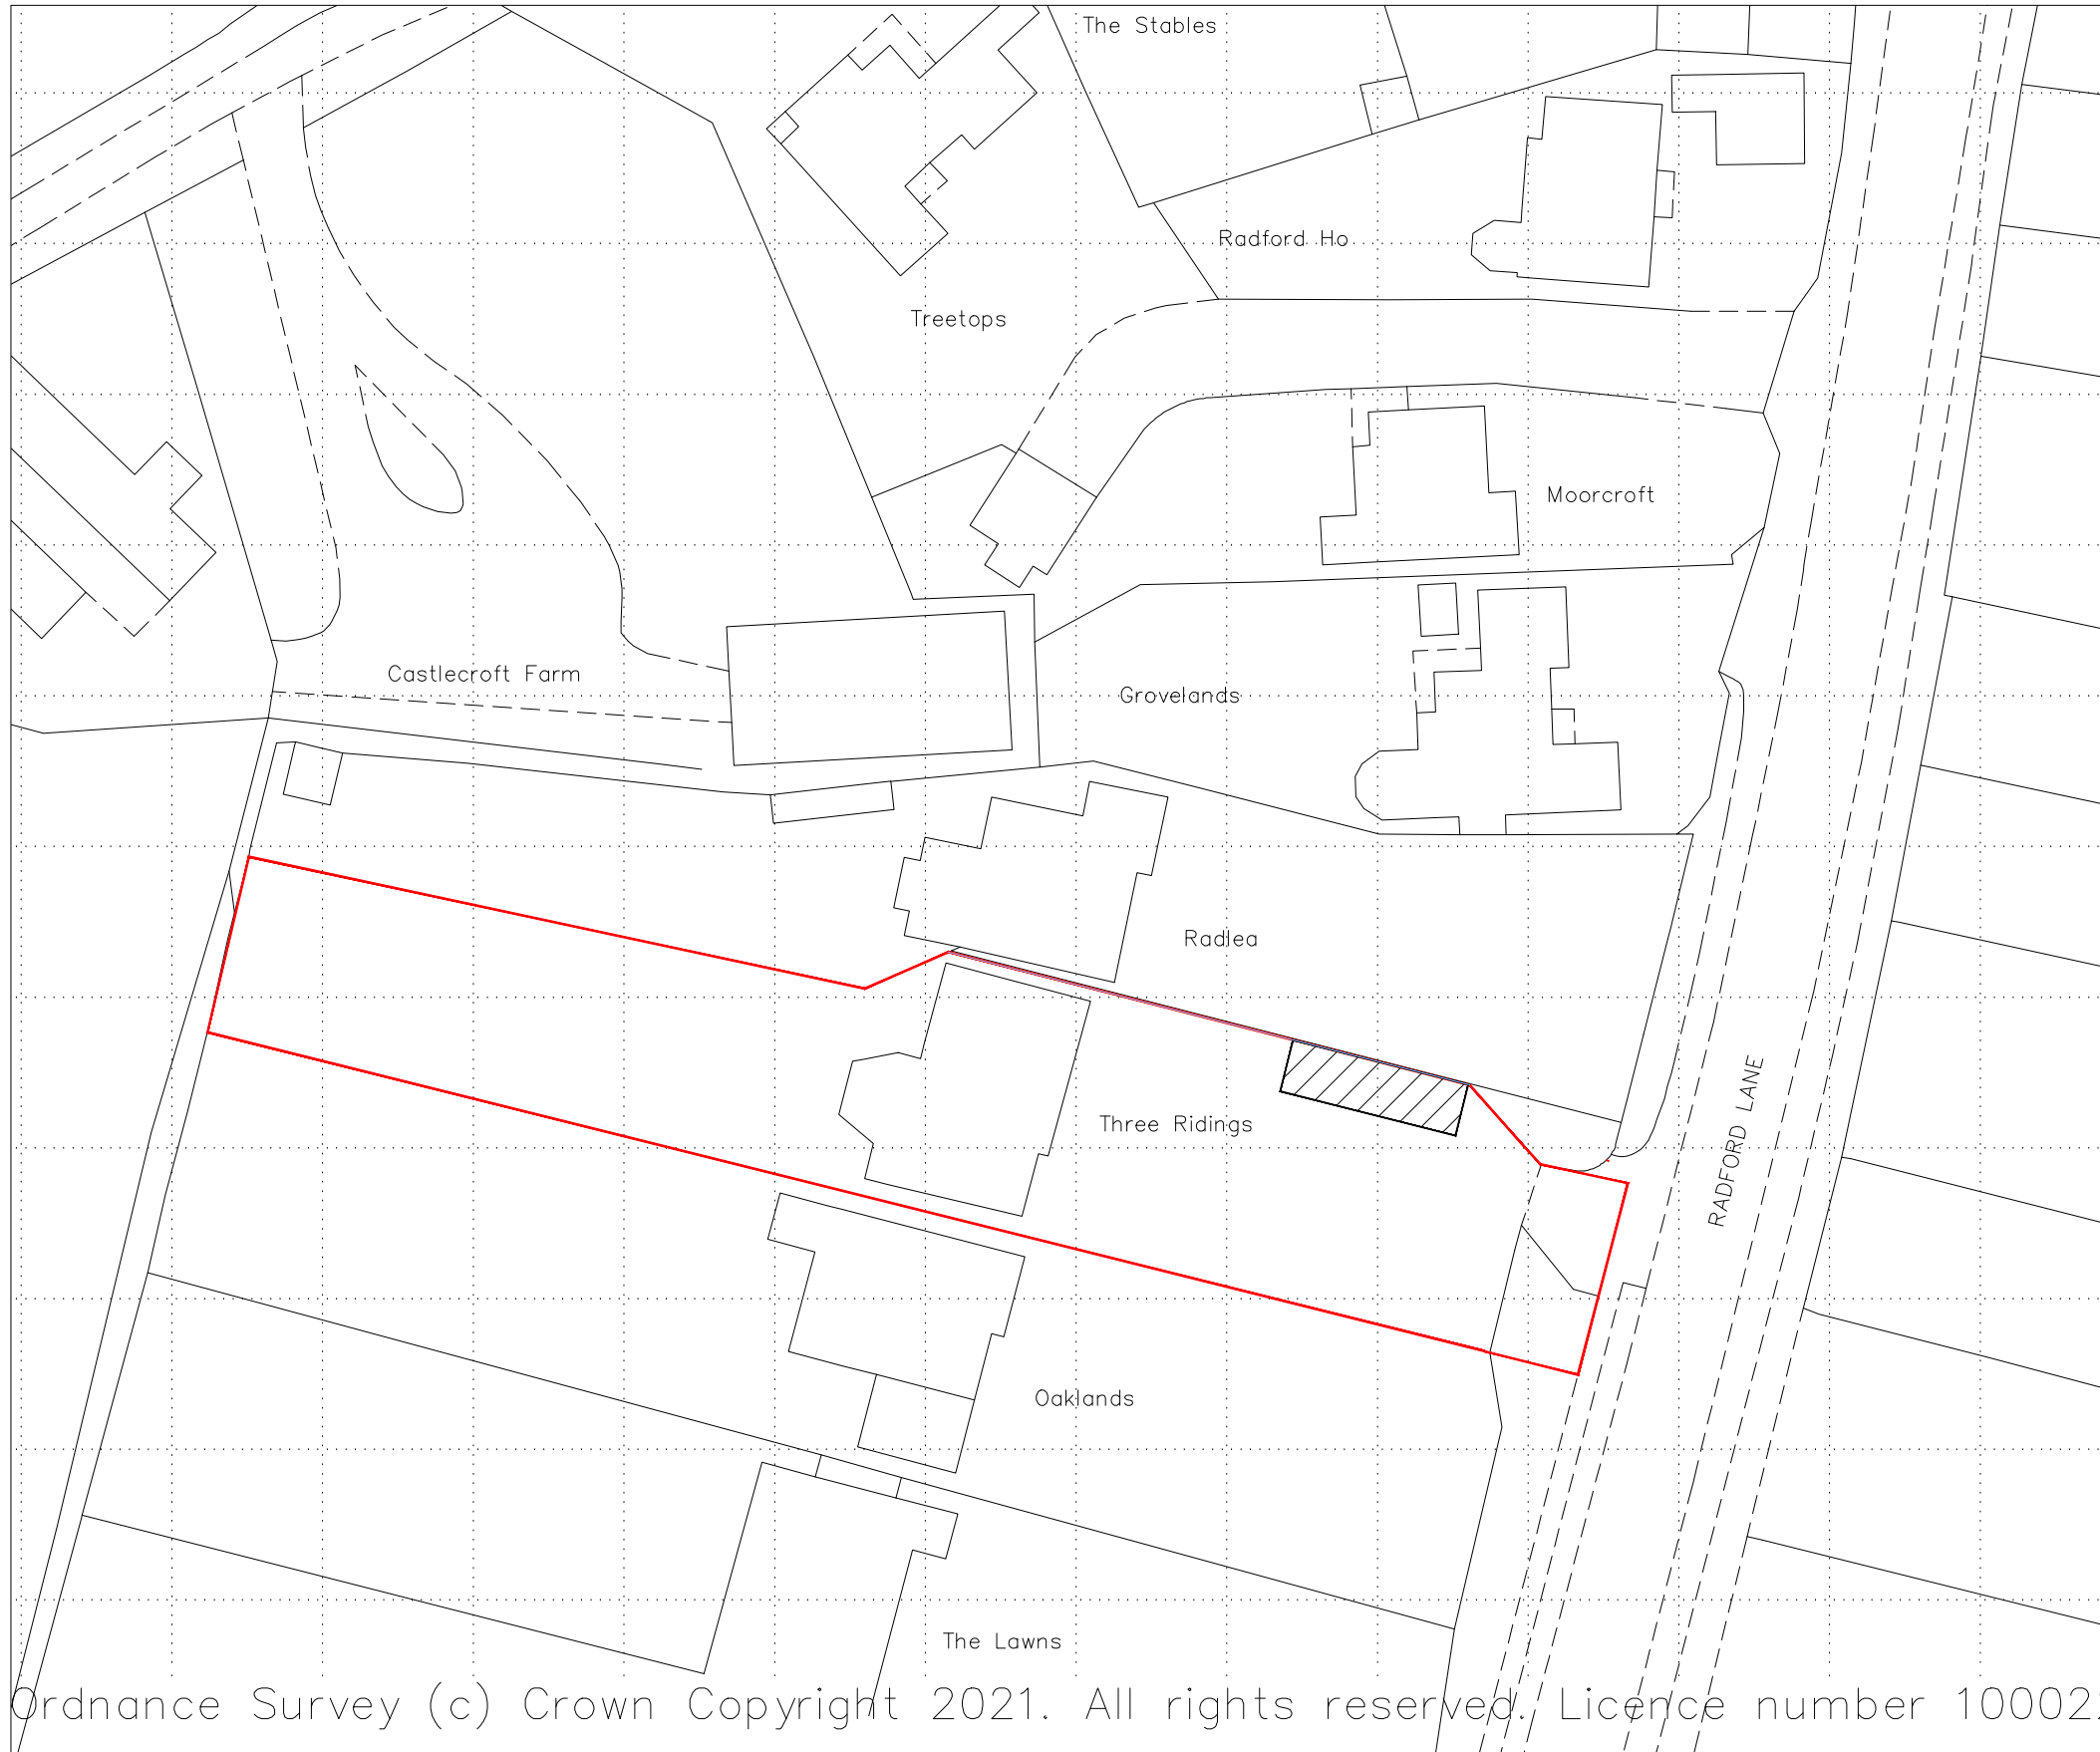 The Stables
Radford Ho
Treetops
Moorcroft
Castlecroft Farm
Grovelands
Radlea
Three Ridings
RADFORD LANE
Oaklands
The Lawns
Ordnance Survey (c) Crown Copyright 2021. All rights reserved. Licence number 10002